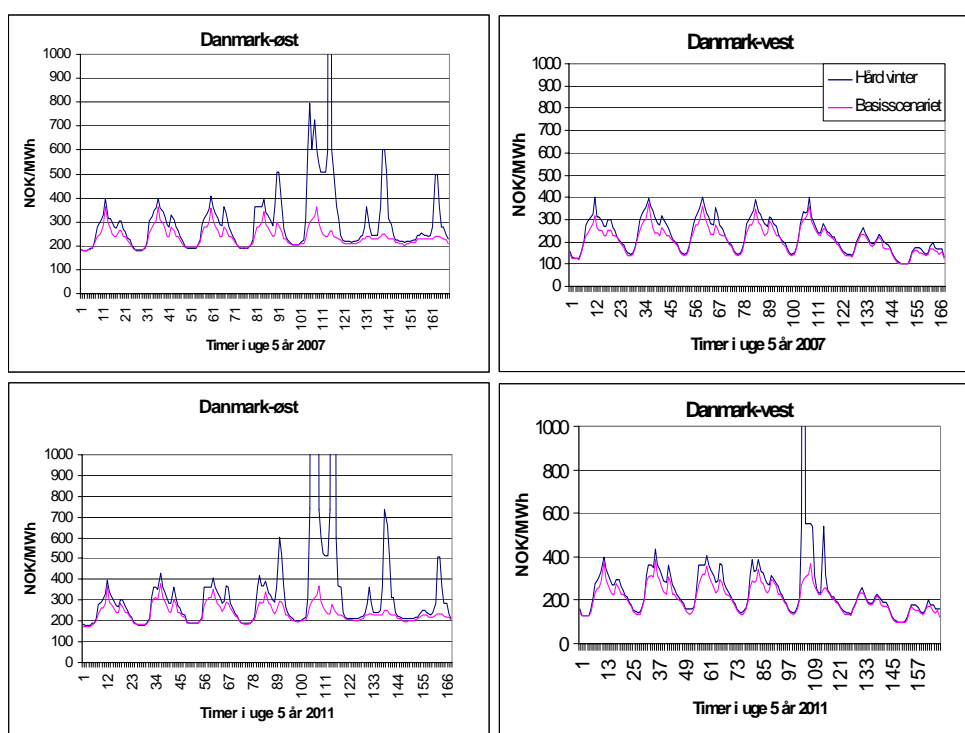 Danmark-øst
1000
900
800
700
600
500
400
300
200
100
0
NOK/MWh
1 11 21 31 41 51 61 71 81 91 101 111 121 131 141 151 161
Timer i uge 5 år 2007
Danmark-vest
Hård vinter
Basisscenariet
1000
900
800
700
600
500
400
300
200
100
0
NOK/MWh
1 12 23 34 45 56 67 78 89 100 111 122 133 144 155 166
Timer i uge 5 år 2007
Danmark-øst
1000
900
800
700
600
500
400
300
200
100
0
NOK/MWh
1 12 23 34 45 56 67 78 89 100 111 122 133 144 155 166
Timer i uge 5 år 2011
Danmark-vest
1000
800
600
400
200
0
NOK/MWh
1 13 25 37 49 61 73 85 97 109 121 133 145 157
Timer i uge 5 år 2011